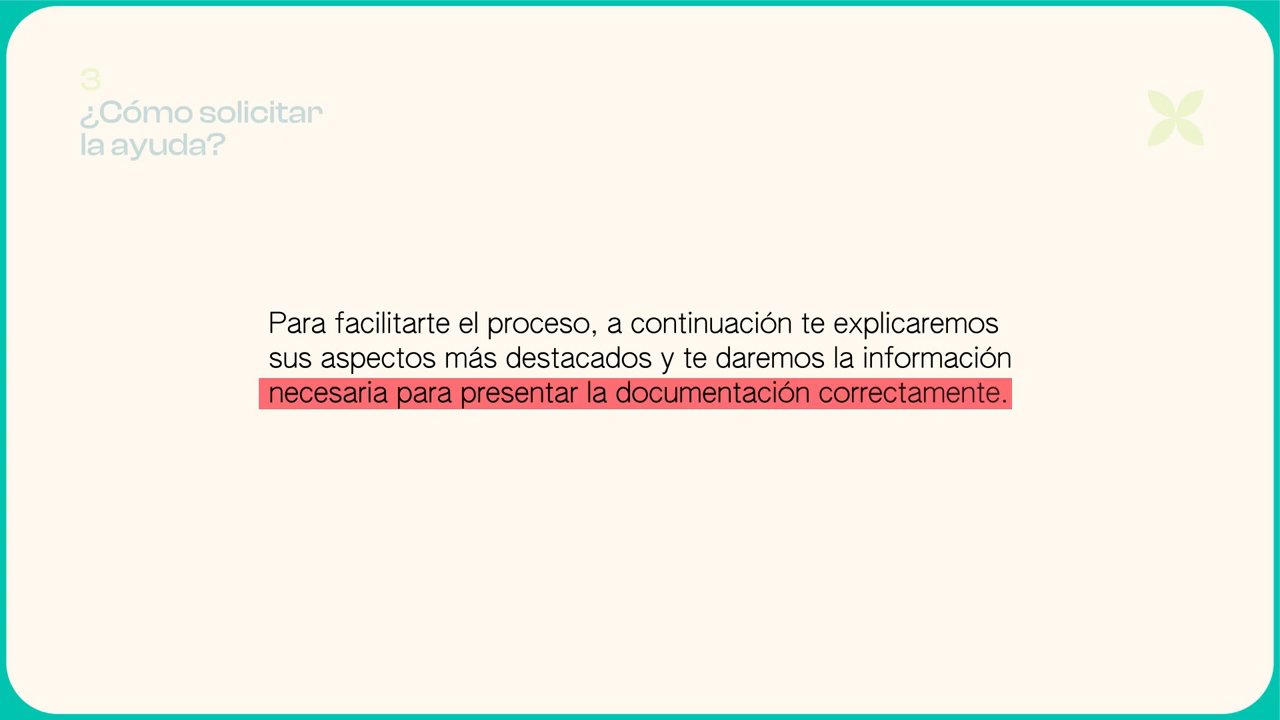 3
¿Cómo solicitar
la ayuda?
Para facilitarte el proceso, a continuación te explicaremos
sus aspectos más destacados y te daremos la información
necesaria para presentar la documentación correctamente.